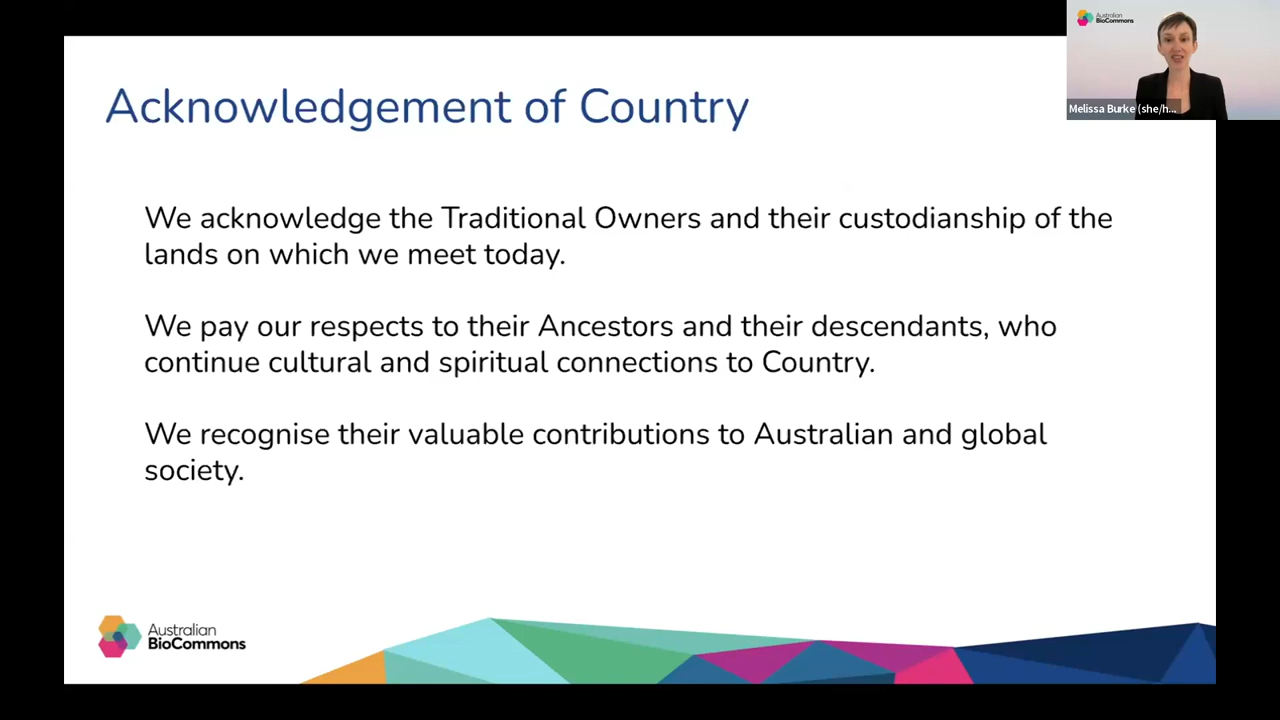 Acknowledgement of Country
We acknowledge the Traditional Owners and their custodianship of the
lands on which we meet today.
We pay our respects to their Ancestors and their descendants, who
continue cultural and spiritual connections to Country.
We recognise their valuable contributions to Australian and global
society.
Australian
BioCommons
Australian
BioCommons
Melissa Burke (she/h...